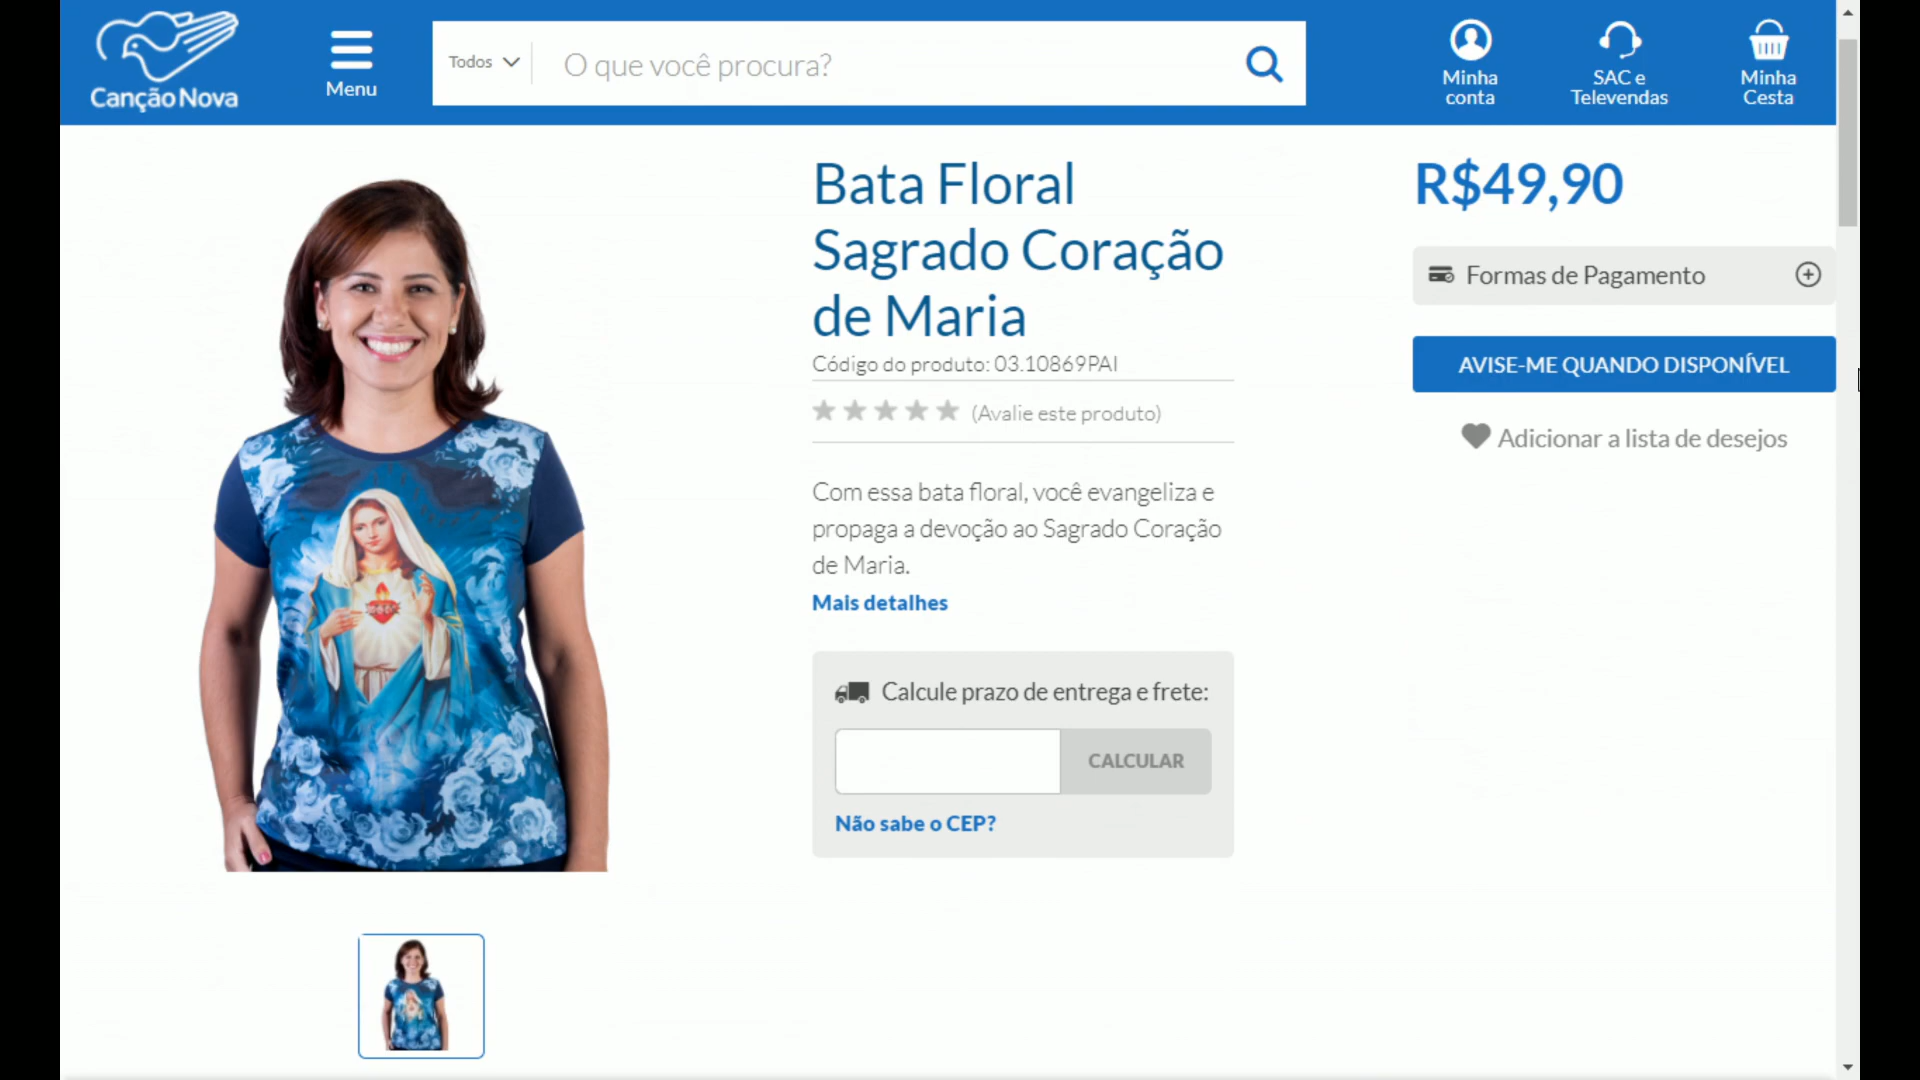 Canção Nova
Menu
Todos
O que você procura?
Minha
conta
SAC e
Televendas
Minha
Cesta
Bata Floral
Sagrado Coração
de Maria
Código do produto: 03.10869PAI
(Avalie este produto)
Com essa bata floral, você evangeliza e
propaga a devoção ao Sagrado Coração
de Maria.
Mais detalhes
Calcule prazo de entrega e frete:
CALCULAR
Não sabe o CEP?
R$49,90
Formas de Pagamento
AVISE-ME QUANDO DISPONÍVEL
Adicionar a lista de desejos